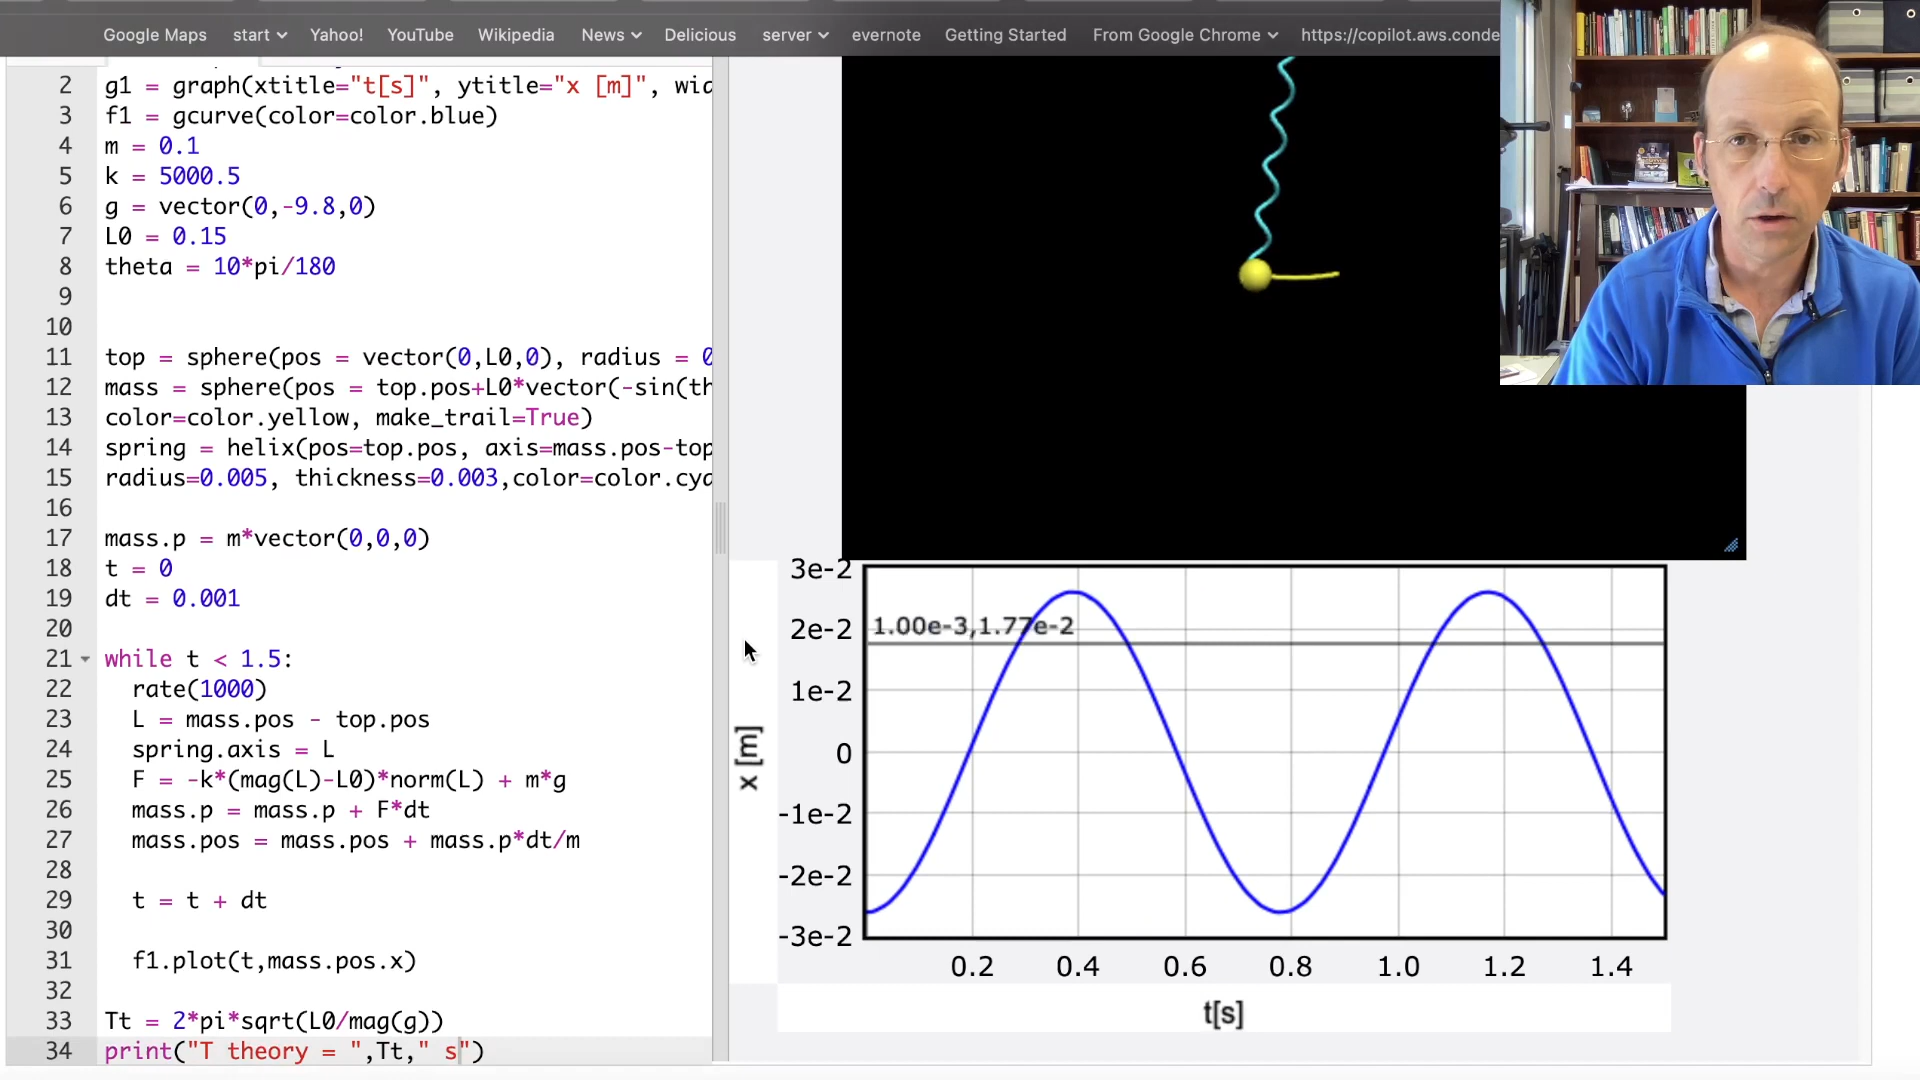 Google Maps start Yahoo! YouTube Wikipedia News Delicious server evernote Getting Started From Google Chrome https://copilot.aws.conde
2 g1 = graph(xtitle="t[s]", ytitle="x [m]", wid
3 f1 = gcurve(color=color.blue)
4 m = 0.1
5 k = 5000.5
6 g = vector(0,-9.8,0)
7 L0 = 0.15
8 theta = 10*pi/180
9
10
11 top = sphere(pos = vector(0,L0,0), radius = 0
12 mass = sphere(pos = top.pos+L0*vector(-sin(th
13 color=color.yellow, make_trail=True)
14 spring = helix(pos=top.pos, axis=mass.pos-top
15 radius=0.005, thickness=0.003,color=color.cya
16
17 mass.p = m*vector(0,0,0)
18 t = 0
19 dt = 0.001
20
21 while t < 1.5:
22 rate(1000)
23 L = mass.pos - top.pos
24 spring.axis = L
25 F = -k*(mag(L)-L0)*norm(L) + m*g
26 mass.p = mass.p + F*dt
27 mass.pos = mass.pos + mass.p*dt/m
28
29 t = t + dt
30
31 f1.plot(t,mass.pos.x)
32
33 Tt = 2*pi*sqrt(L0/mag(g))
34 print("T theory = ",Tt," s")
3e-2
1.00e-3,1.77e-2
2e-2
1e-2
0
-1e-2
-2e-2
-3e-2
x [m]
0.2 0.4 0.6 0.8 1.0 1.2 1.4
t[s]